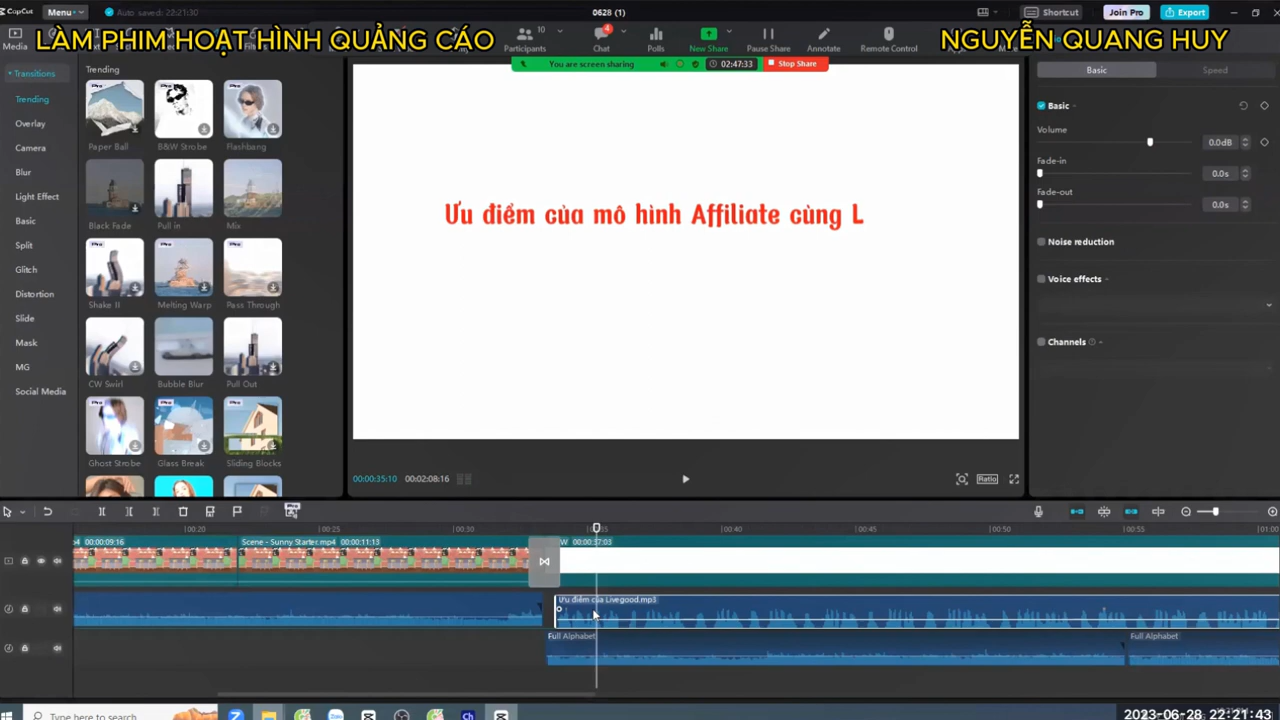 CapCut
Menu
Auto saved: 22:21:30
0628 (1)
Shortcut
Join Pro
Export
Media
LÀM PHIM HOẠT HÌNH QUẢNG CÁO
Participants
10
Chat
4
Polls
New Share
Pause Share
Annotate
Remote Control
NGUYỄN QUANG HUY
You are screen sharing
02:47:33
Stop Share
Transitions
Trending
Overlay
Camera
Blur
Light Effect
Basic
Split
Glitch
Distortion
Slide
Mask
MG
Social Media
Trending
Paper Ball
B&W Strobe
Flashbang
Black Fade
Pull in
Mix
Shake II
Melting Warp
Pass Through
CW Swirl
Bubble Blur
Pull Out
Ghost Strobe
Glass Break
Sliding Blocks
Ưu điểm của mô hình Affiliate cùng L
00:00:35:10
00:02:08:16
Ratio
Basic
Speed
Basic
Volume
0.0dB
Fade-in
0.0s
Fade-out
0.0s
Noise reduction
Voice effects
Channels
00:20
00:30
00:35
00:40
00:45
00:50
00:55
01:00
00:00:09:16
Scene - Sunny Starter.mp4 00:00:11:13
00:00:37:03
Ưu điểm của Livegood.mp3
Full Alphabet
Full Alphabet
Type here to search
2023-06-28 22:21:43